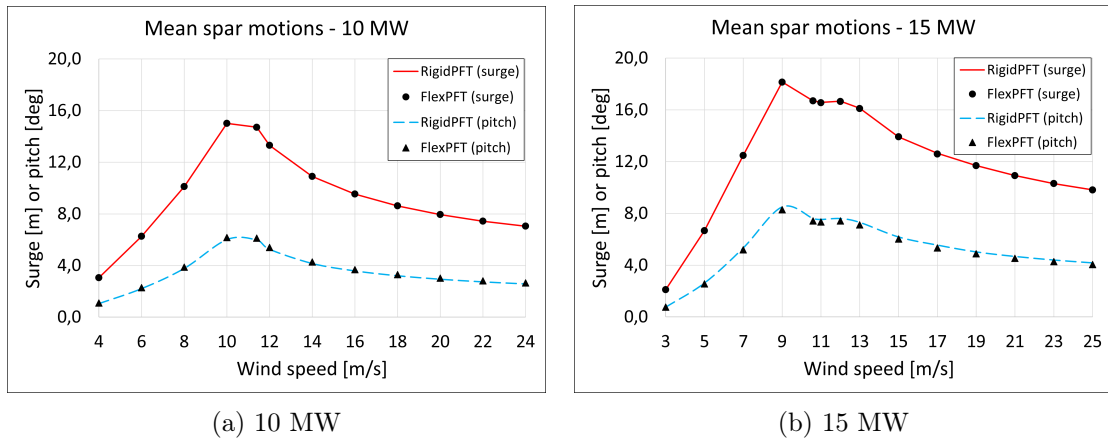 Mean spar motions - 10 MW
20,0
16,0
12,0
8,0
4,0
0,0
Surge [m] or pitch [deg]
4 6 8 10 12 14 16 18 20 22 24
Wind speed [m/s]
RigidPFT (surge)
FlexPFT (surge)
RigidPFT (pitch)
FlexPFT (pitch)
(a) 10 MW
Mean spar motions - 15 MW
20,0
16,0
12,0
8,0
4,0
0,0
Surge [m] or pitch [deg]
3 5 7 9 11 13 15 17 19 21 23 25
Wind speed [m/s]
RigidPFT (surge)
FlexPFT (surge)
RigidPFT (pitch)
FlexPFT (pitch)
(b) 15 MW